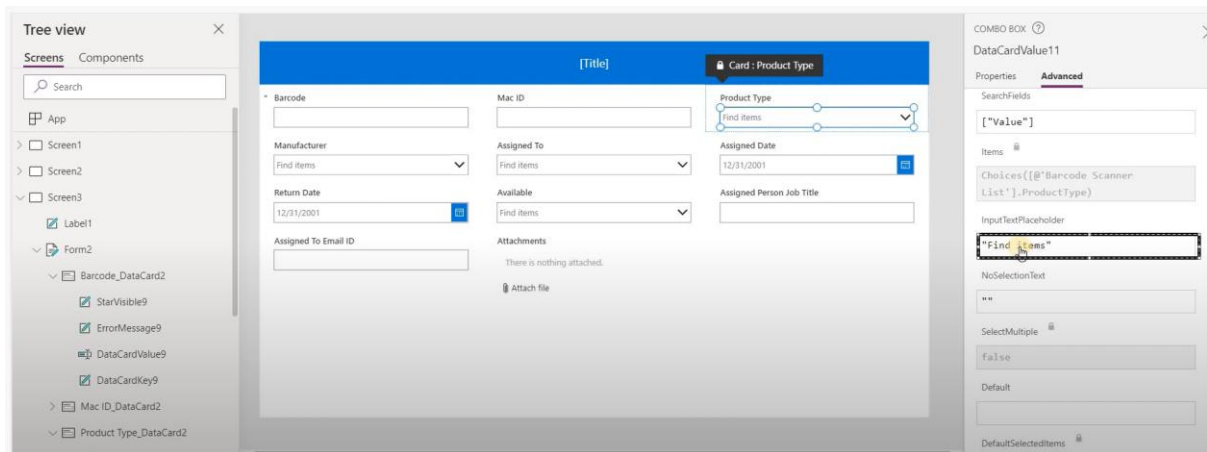 Tree view
Screens Components
Search
App
Screen1
Screen2
Screen3
Label1
Form2
Barcode_DataCard2
StarVisible9
ErrorMessage9
DataCardValue9
DataCardKey9
Mac ID_DataCard2
Product Type_DataCard2
[Title]
Card : Product Type
* Barcode
Mac ID
Product Type
Find items
Manufacturer
Assigned To
Assigned Date
Find items
Find items
12/31/2001
Return Date
Available
Assigned Person Job Title
12/31/2001
Find items
Assigned To Email ID
Attachments
There is nothing attached.
Attach file
COMBO BOX
DataCardValue11
Properties Advanced
SearchFields
["Value"]
Items
Choices([@'Barcode Scanner
List'].ProductType)
InputTextPlaceholder
"Find items"
NoSelectionText
""
SelectMultiple
false
Default
DefaultSelectedItems